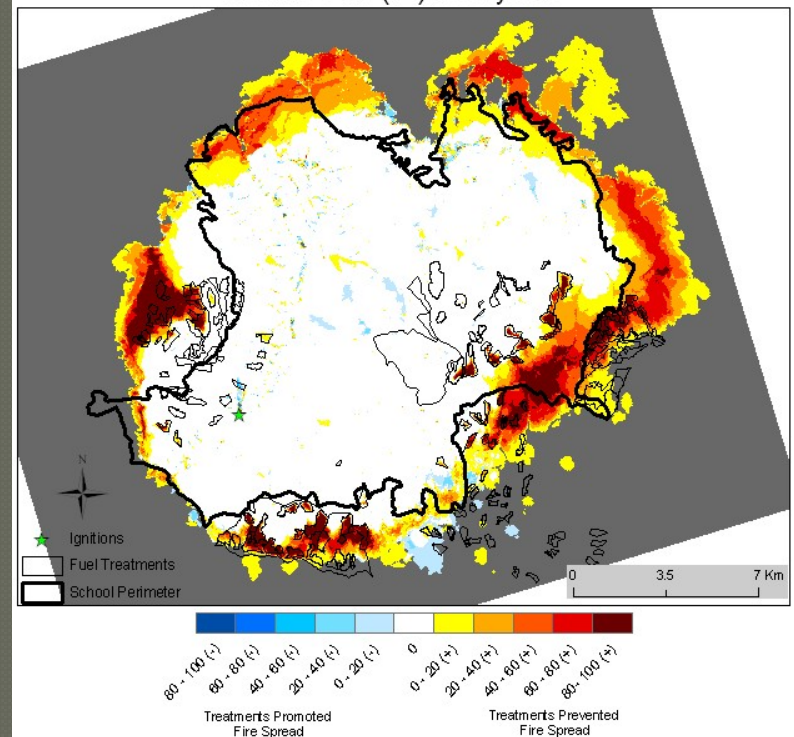 N
Ignitions
Fuel Treatments
School Perimeter
0 3.5 7 Km
80 - 100 (-) 60 - 80 (-) 40 - 60 (-) 20 - 40 (-) 0 - 20 (-) 0 0 - 20 (+) 20 - 40 (+) 40 - 60 (+) 60 - 80 (+) 80 - 100 (+)
Treatments Promoted
Fire Spread
Treatments Prevented
Fire Spread